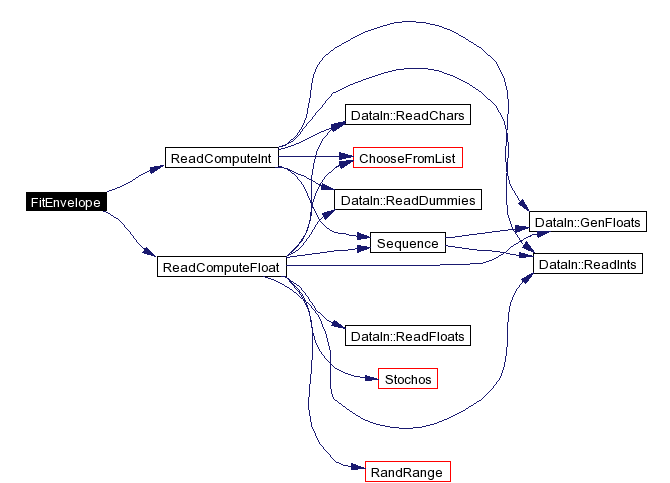 FitEnvelope
ReadComputeInt
ReadComputeFloat
DataIn::ReadChars
ChooseFromList
DataIn::ReadDummies
Sequence
DataIn::ReadFloats
Stochos
RandRange
DataIn::GenFloats
DataIn::ReadInts